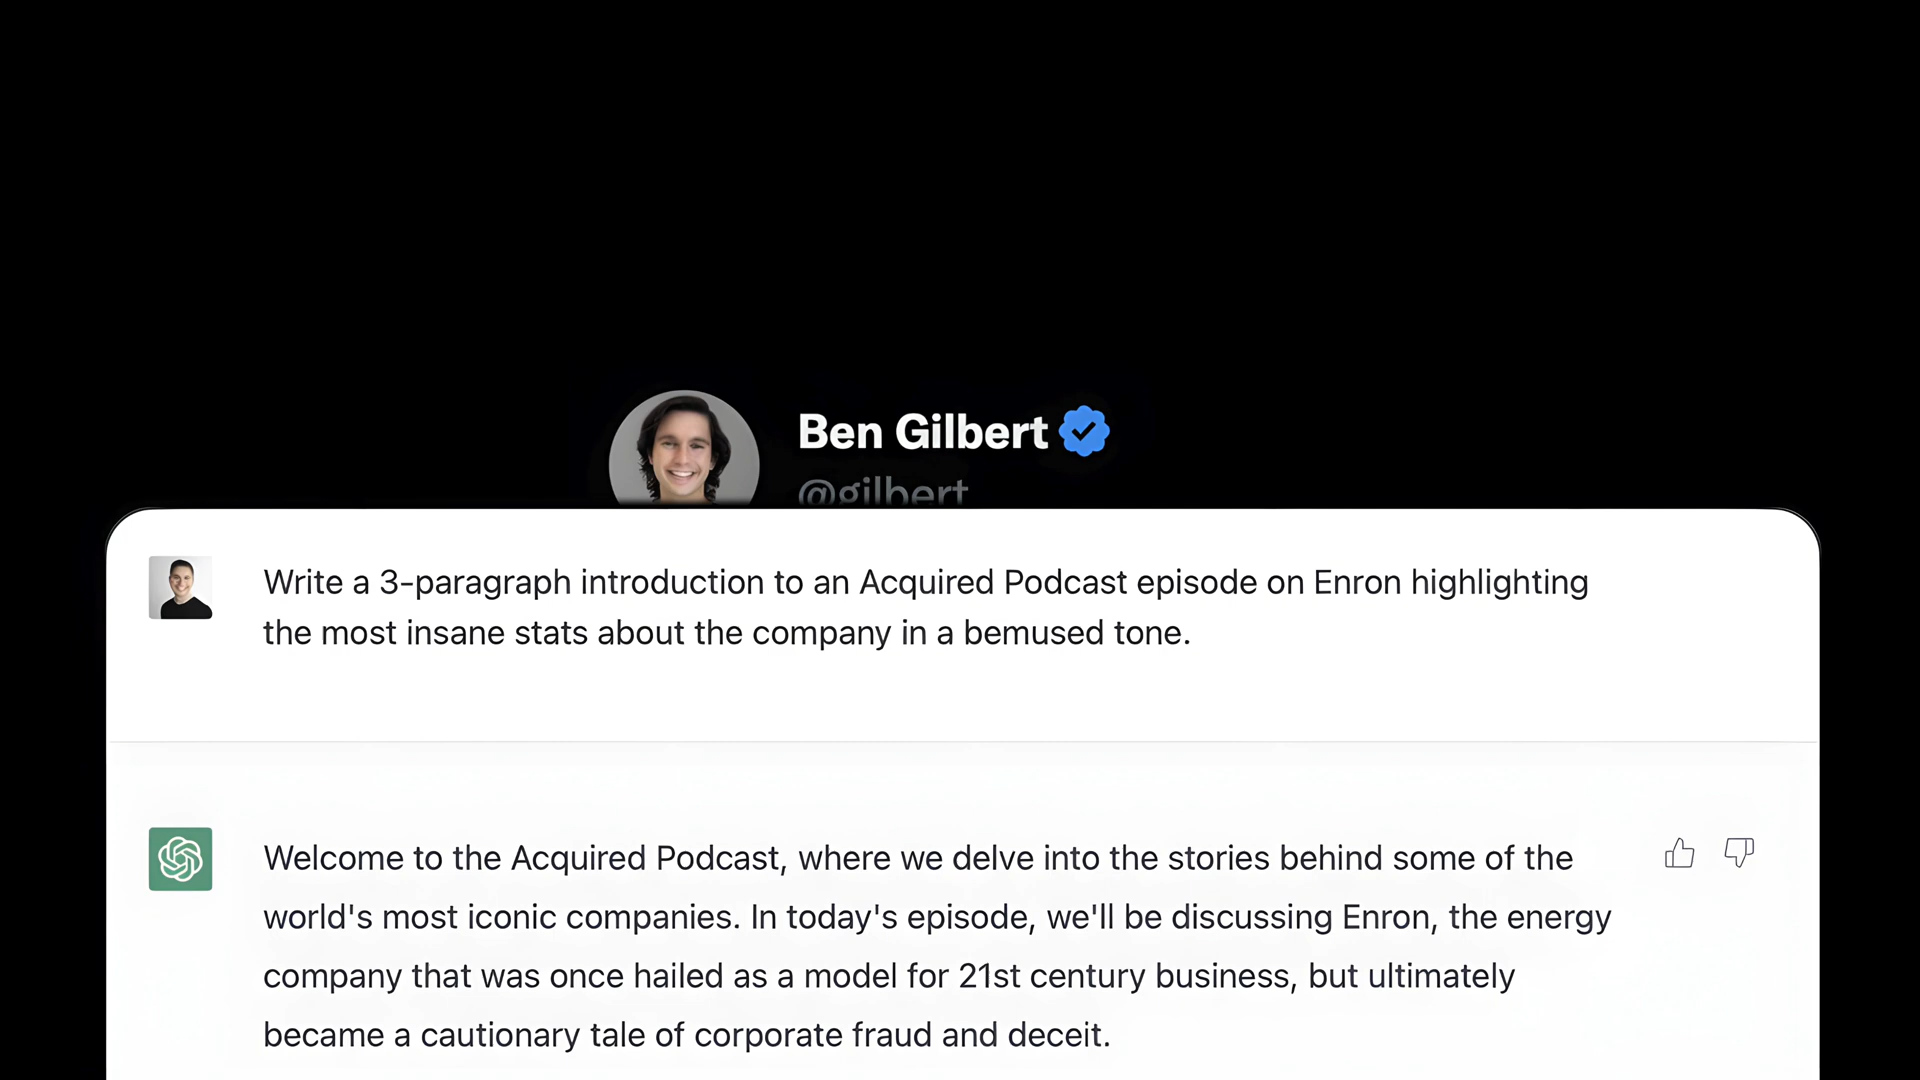 Ben Gilbert
@gilbert
Write a 3-paragraph introduction to an Acquired Podcast episode on Enron highlighting
the most insane stats about the company in a bemused tone.
Welcome to the Acquired Podcast, where we delve into the stories behind some of the
world's most iconic companies. In today's episode, we'll be discussing Enron, the energy
company that was once hailed as a model for 21st century business, but ultimately
became a cautionary tale of corporate fraud and deceit.